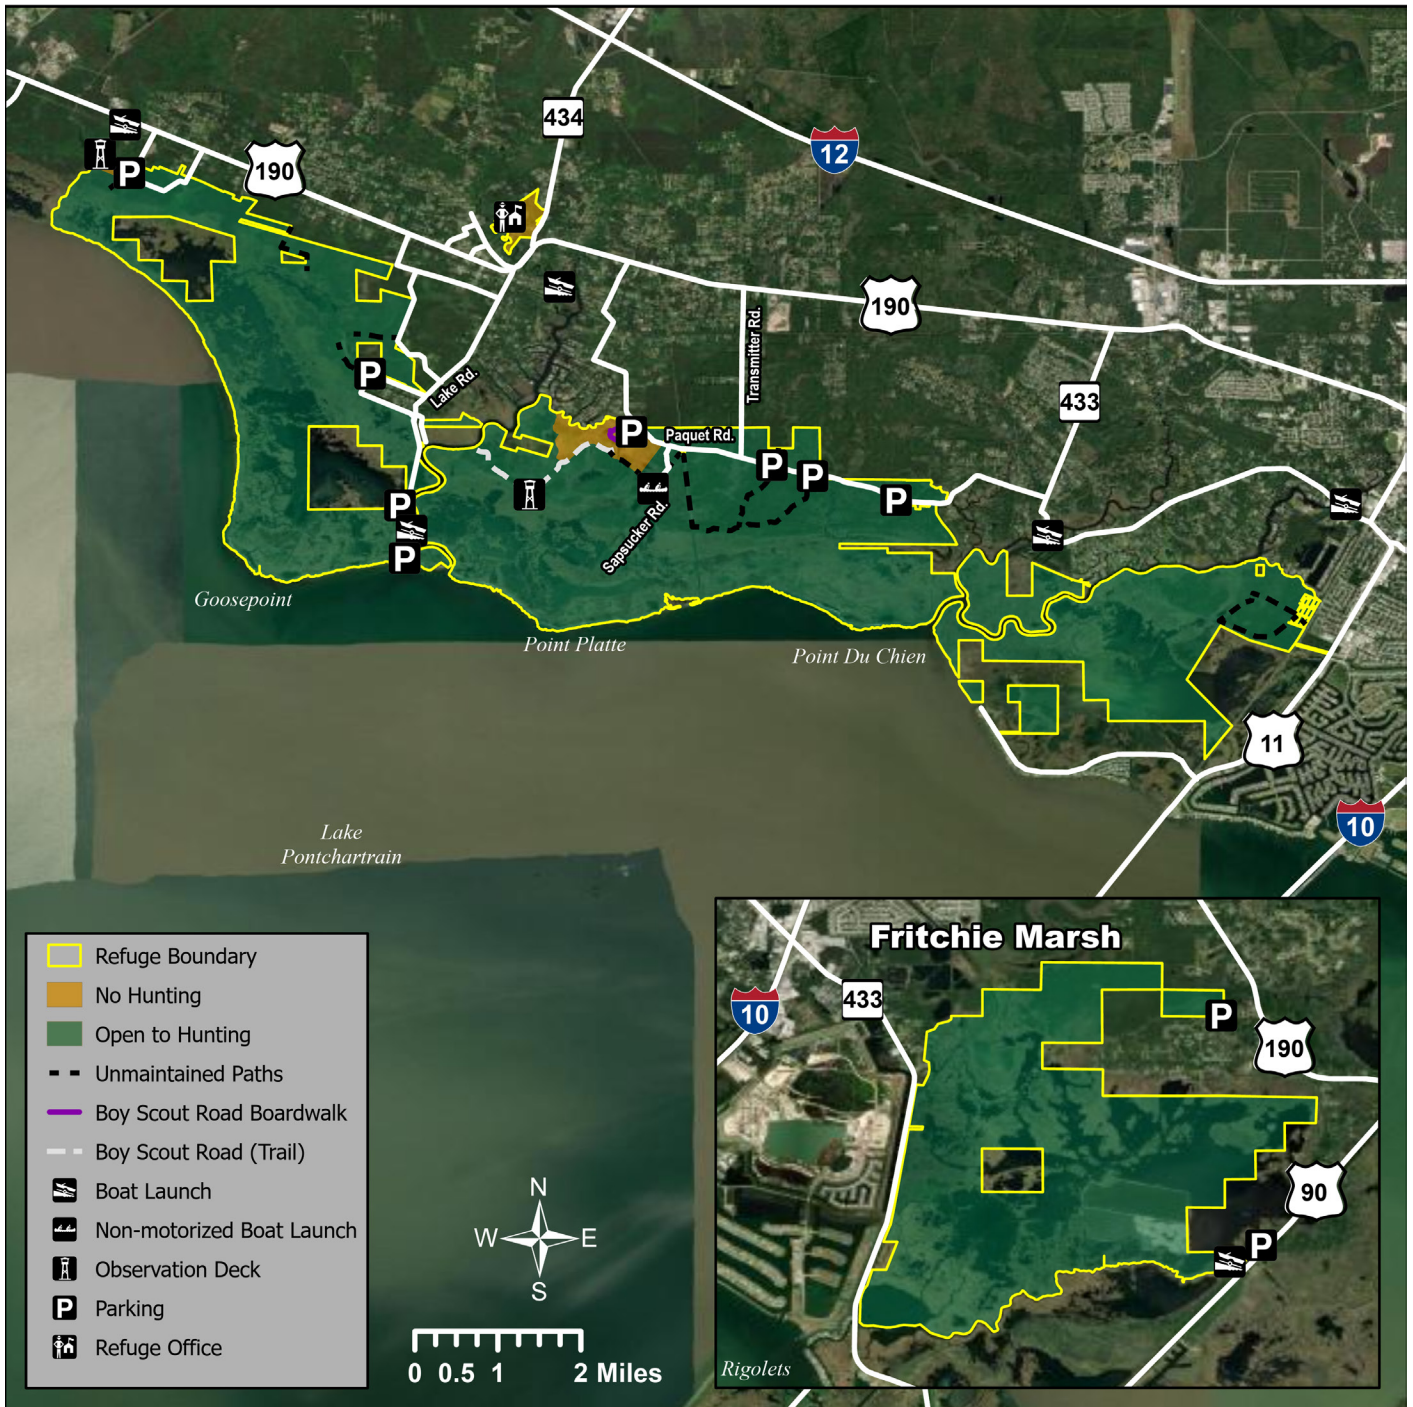 434
12
190
190
Transmitter Rd.
Lake Rd.
433
P
P
P
Paquet Rd.
P
P
P
P
P
Sapsucker Rd.
Goosepoint
Point Platte
Point Du Chien
11
10
Lake
Pontchartrain
Refuge Boundary
No Hunting
Open to Hunting
Unmaintained Paths
Boy Scout Road Boardwalk
Boy Scout Road (Trail)
Boat Launch
Non-motorized Boat Launch
Observation Deck
P Parking
Refuge Office
N
W E
S
0 0.5 1 2 Miles
Fritchie Marsh
10
433
P
190
90
P
Rigolets